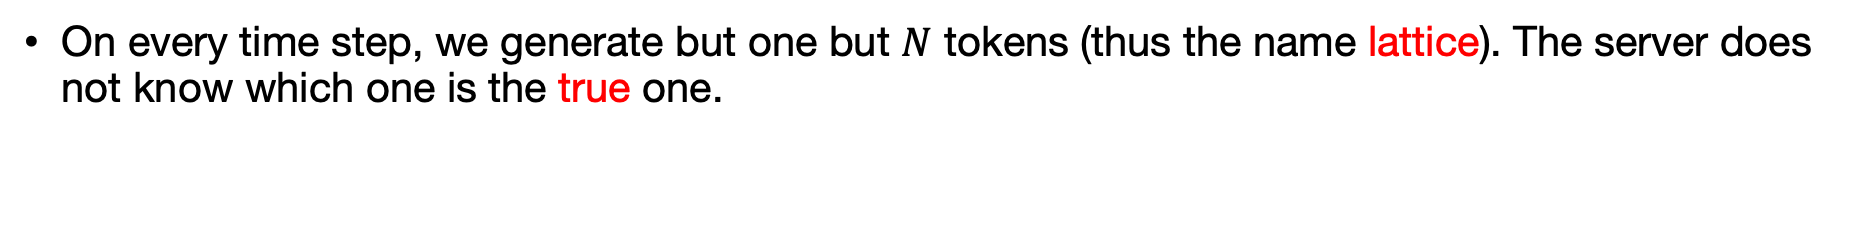 • On every time step, we generate but one but N tokens (thus the name lattice). The server does
not know which one is the true one.